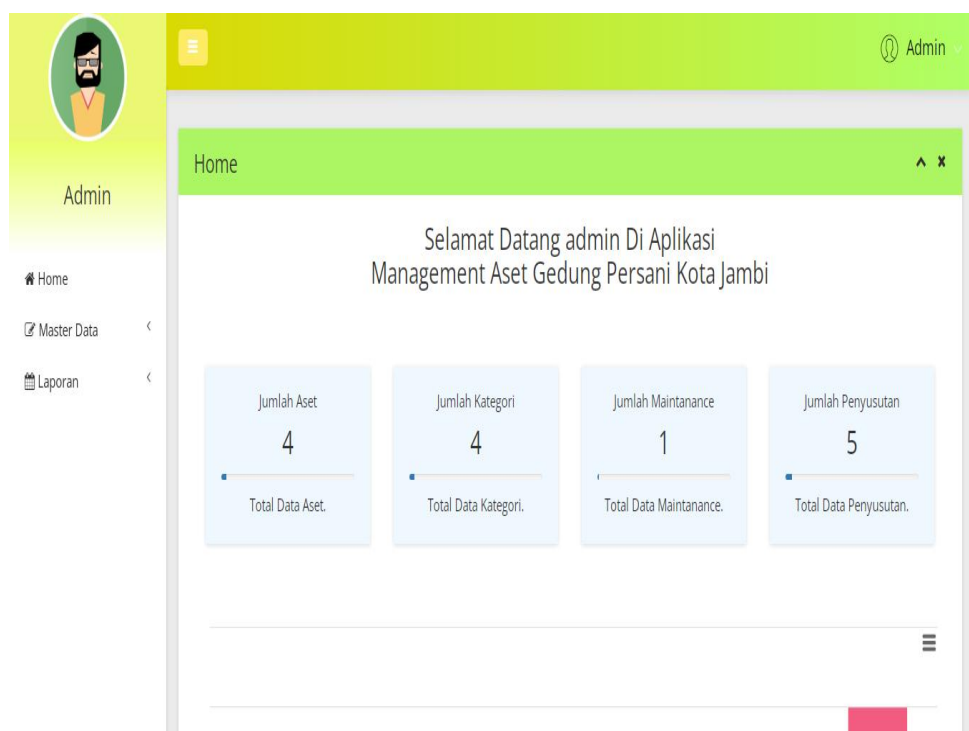 Admin
Home
Master Data
Laporan
Admin
Home
Selamat Datang admin Di Aplikasi
Management Aset Gedung Persani Kota Jambi
Jumlah Aset
4
Total Data Aset.
Jumlah Kategori
4
Total Data Kategori.
Jumlah Maintanance
1
Total Data Maintanance.
Jumlah Penyusutan
5
Total Data Penyusutan.